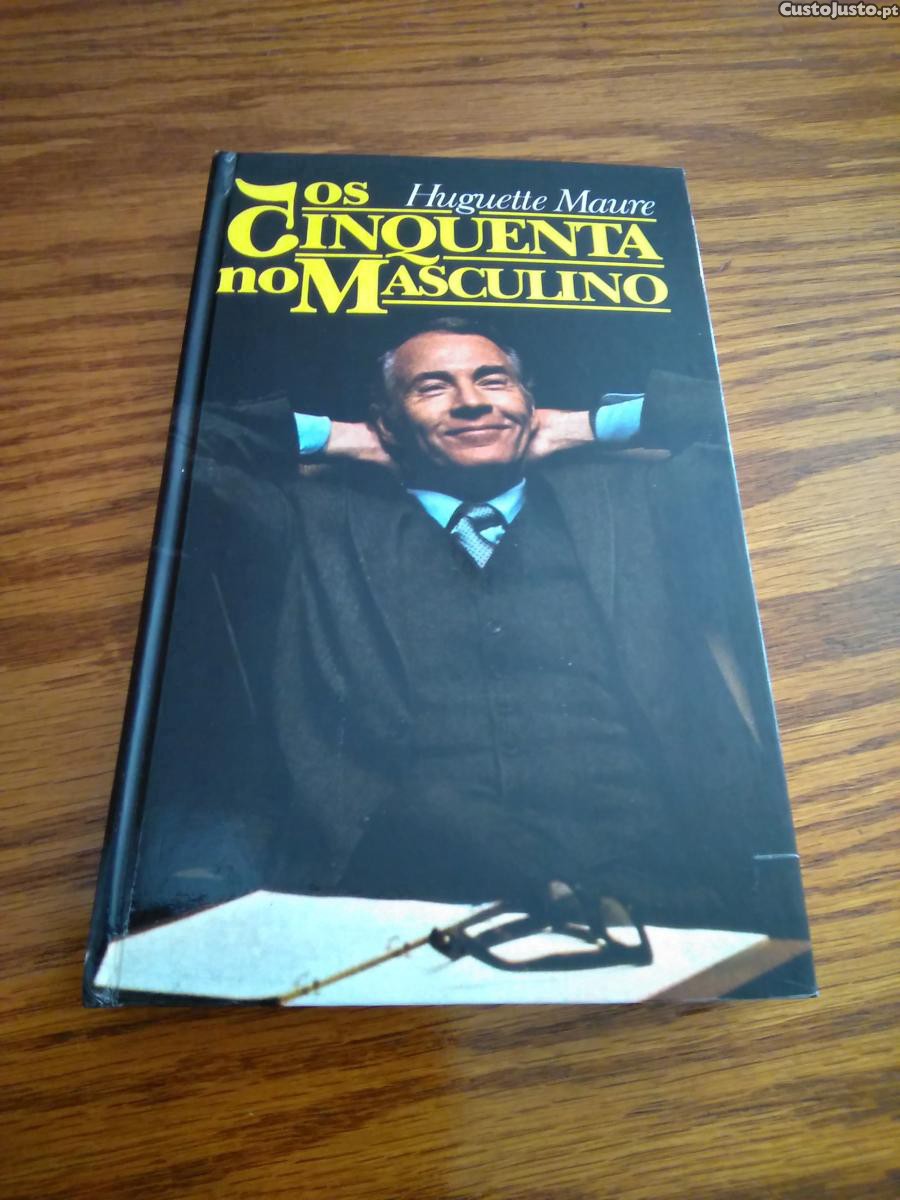 CustoJusto.pt
Huguette Maure
OS
CINQUENTA
no MASCULINO